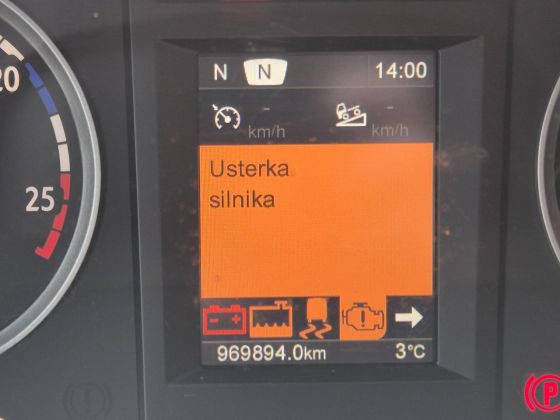 20
25
N N 14:00
- -
km/h km/h
Usterka
silnika
- +
!
969894.0km 3°C
(P)